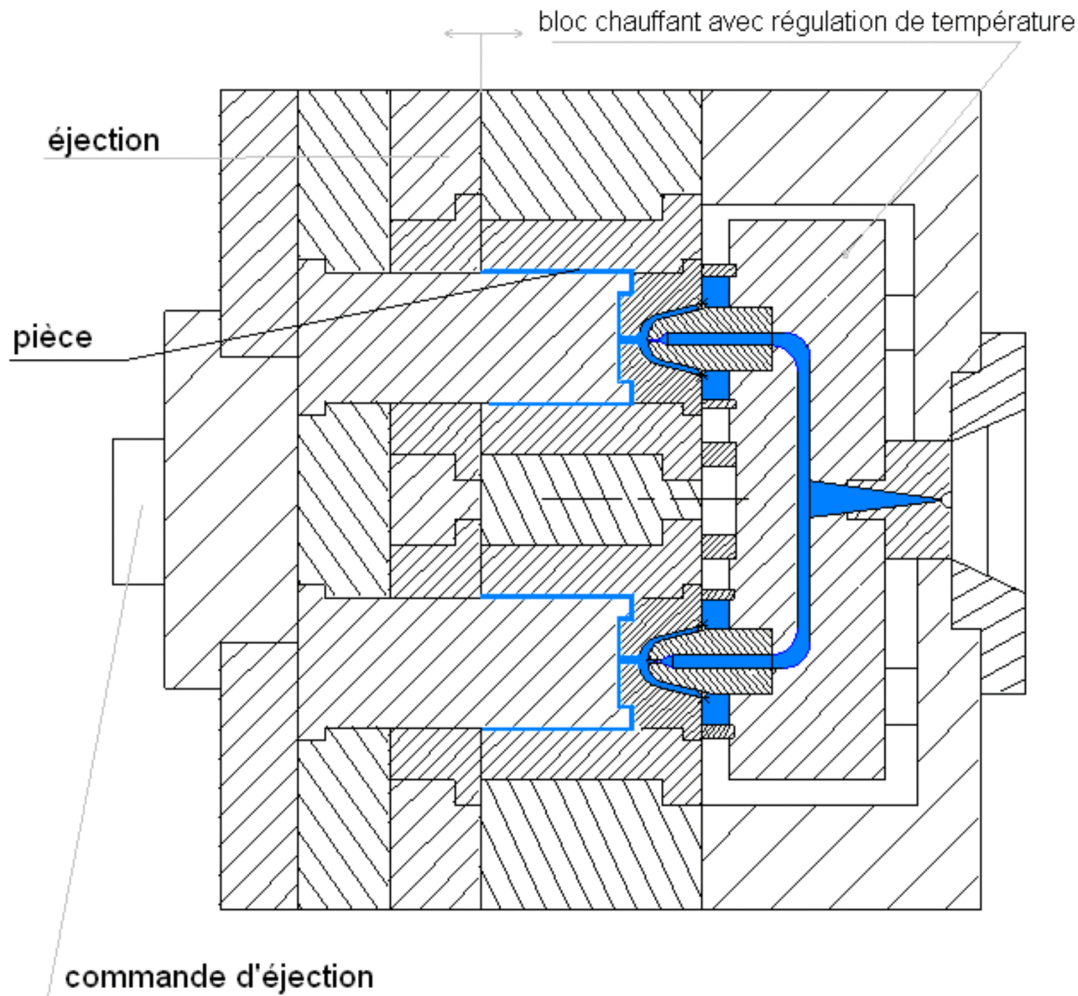 bloc chauffant avec régulation de température
éjection
pièce
commande d'éjection